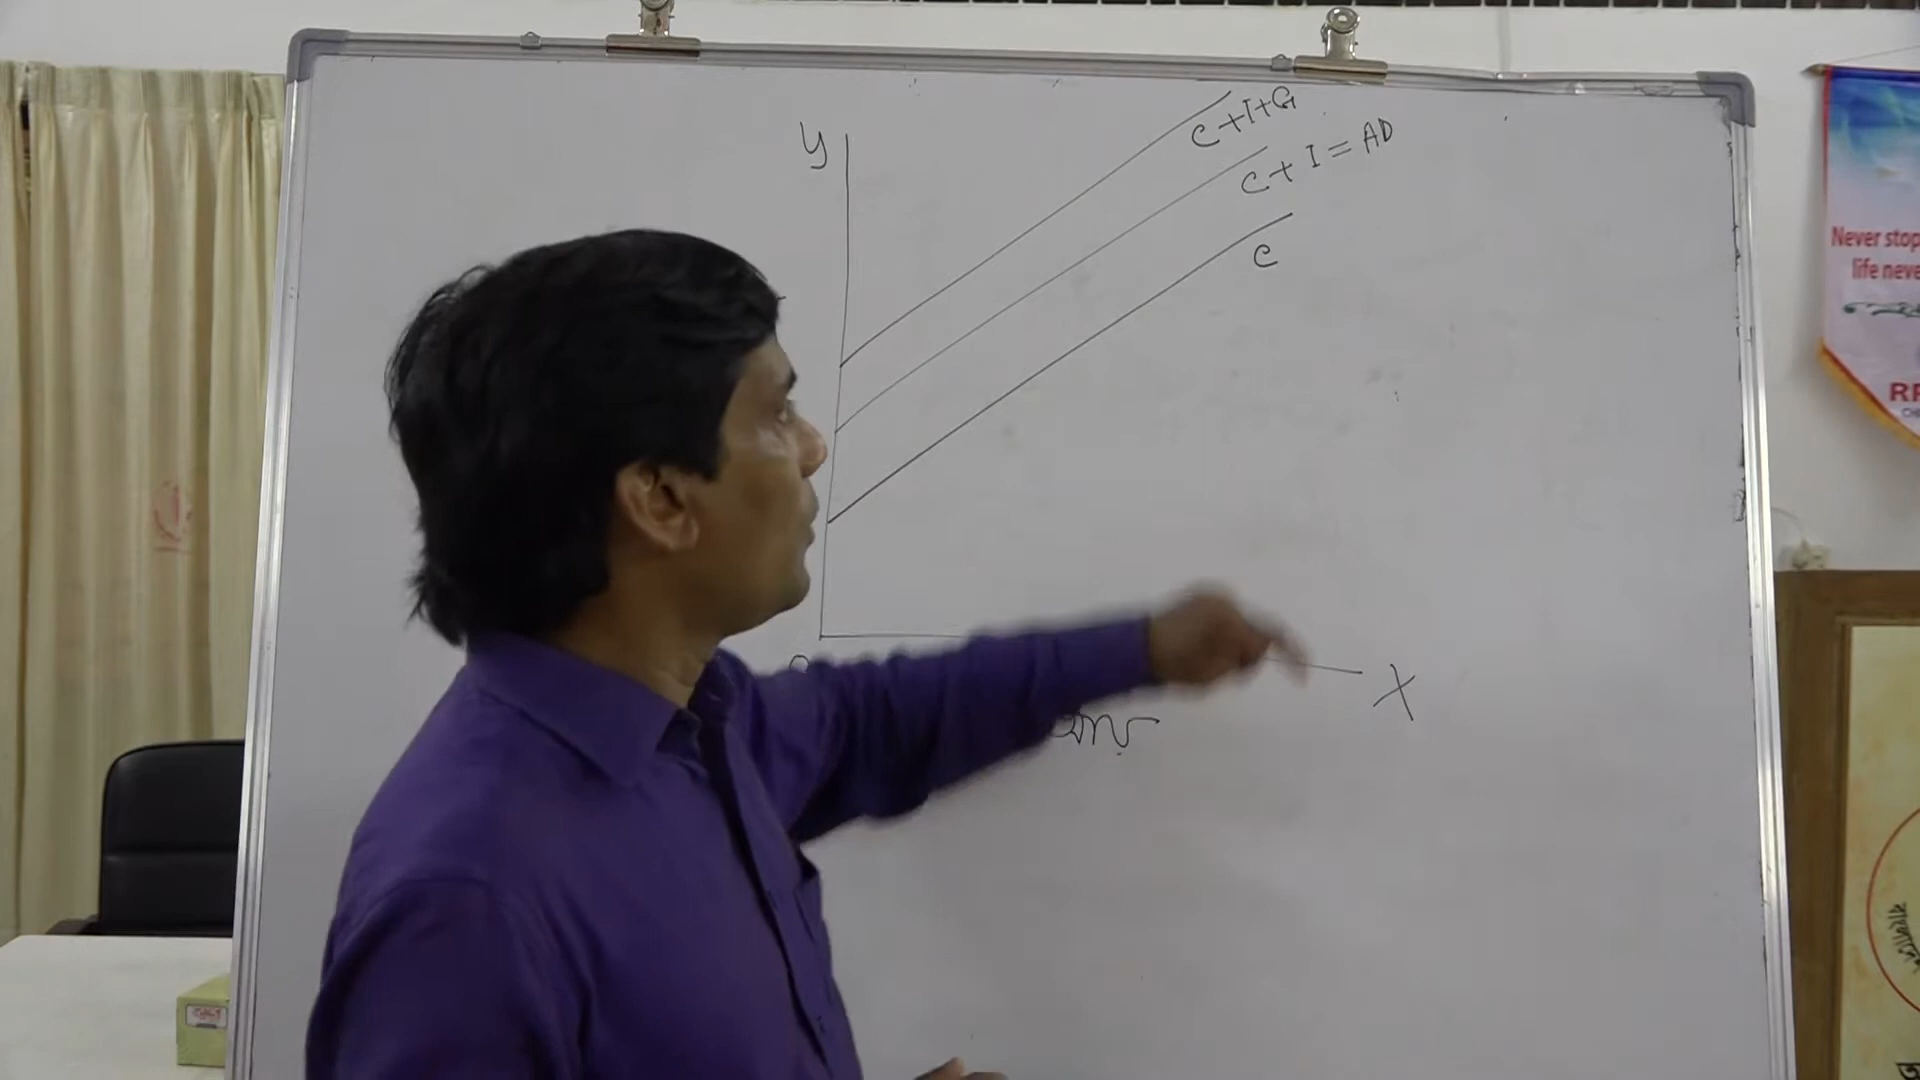 y
C+I+G
C+I=AD
C
X
Never stop
life neve
RP